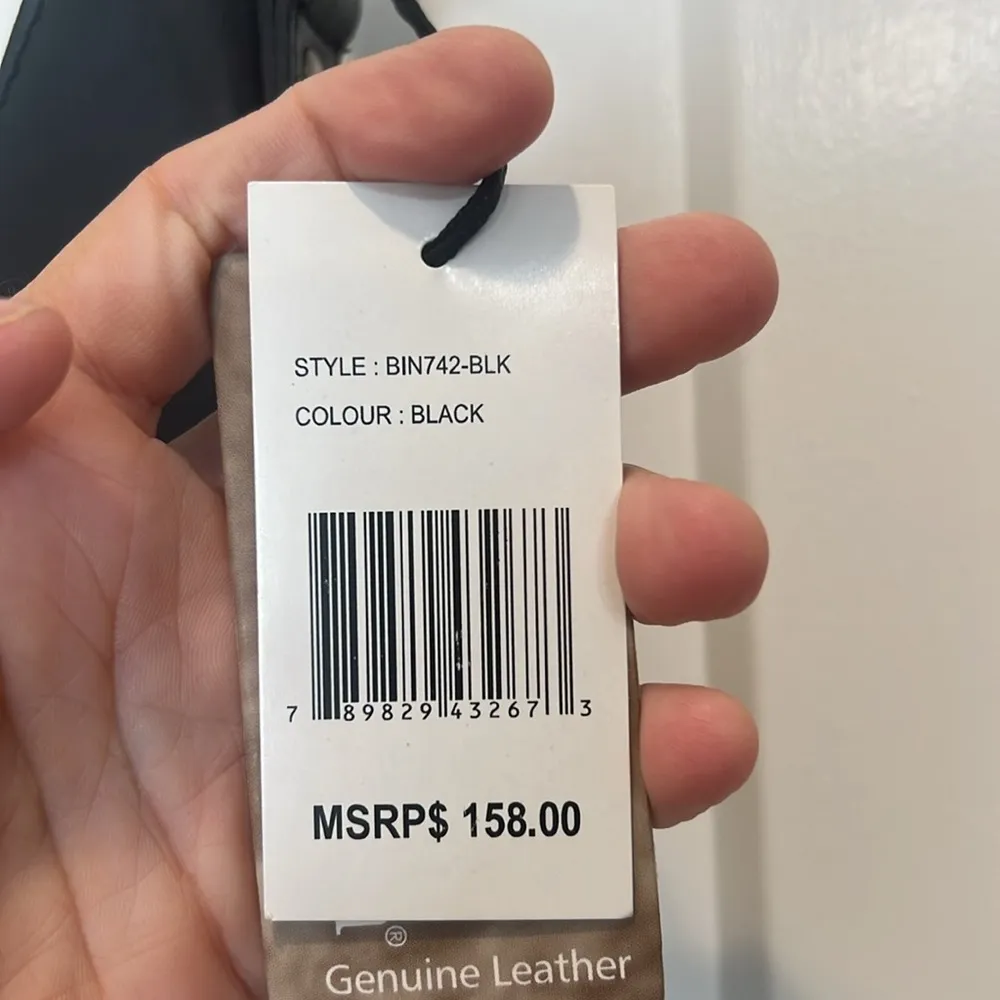 STYLE : BIN742-BLK
COLOUR : BLACK
7 89829 43267 3
MSRP$ 158.00
®
Genuine Leather